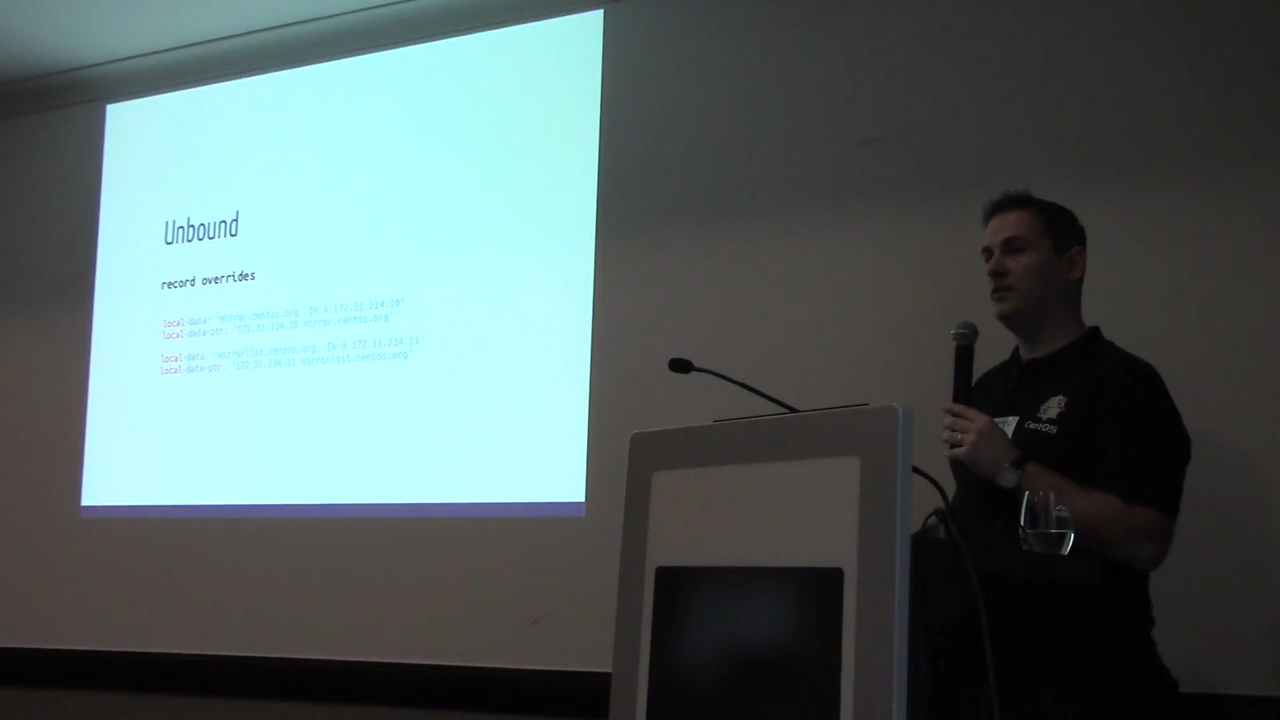 Unbound
record overrides
local-data: "mirror.centos.org. IN A 172.31.234.10"
local-data-ptr: "172.31.234.10 mirror.centos.org"
local-data: "mirrorlist.centos.org. IN A 172.31.234.11"
local-data-ptr: "172.31.234.11 mirrorlist.centos.org"
CentOS